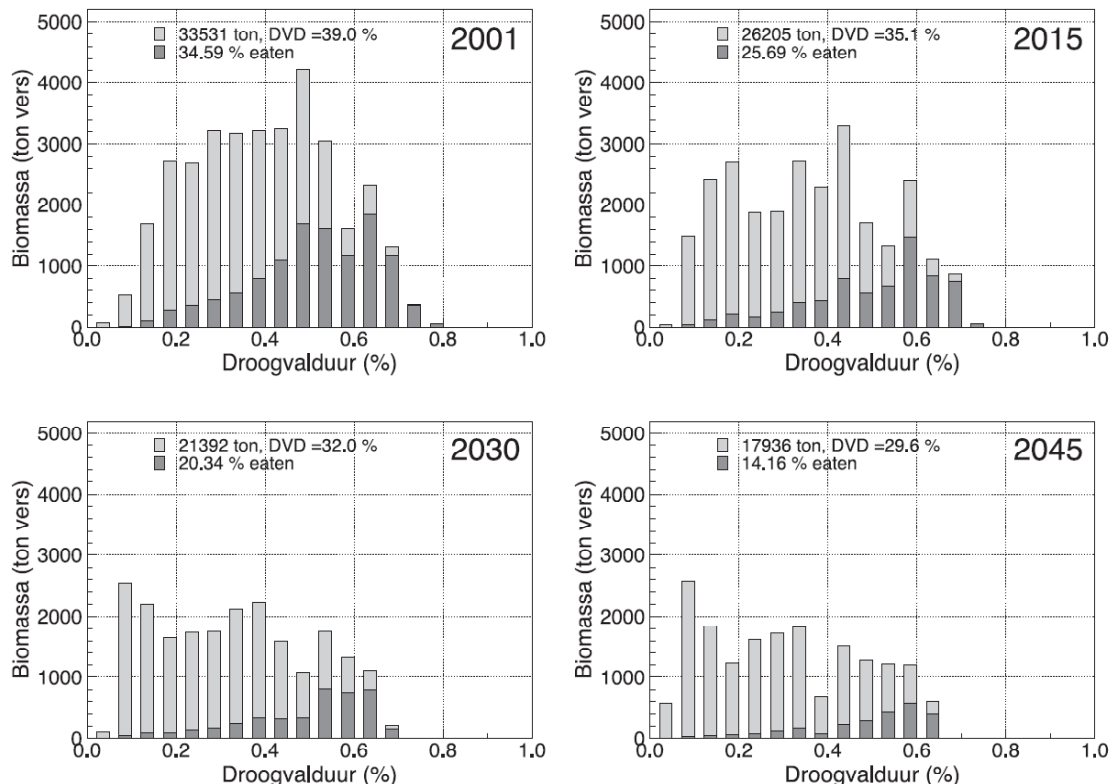 5000
4000
3000
2000
1000
0
Biomassa (ton vers)
33531 ton, DVD =39.0 %
34.59 % eaten
2001
0.0 0.2 0.4 0.6 0.8 1.0
Droogvalduur (%)
5000
4000
3000
2000
1000
0
Biomassa (ton vers)
26205 ton, DVD =35.1 %
25.69 % eaten
2015
0.0 0.2 0.4 0.6 0.8 1.0
Droogvalduur (%)
5000
4000
3000
2000
1000
0
Biomassa (ton vers)
21392 ton, DVD =32.0 %
20.34 % eaten
2030
0.0 0.2 0.4 0.6 0.8 1.0
Droogvalduur (%)
5000
4000
3000
2000
1000
0
Biomassa (ton vers)
17936 ton, DVD =29.6 %
14.16 % eaten
2045
0.0 0.2 0.4 0.6 0.8 1.0
Droogvalduur (%)